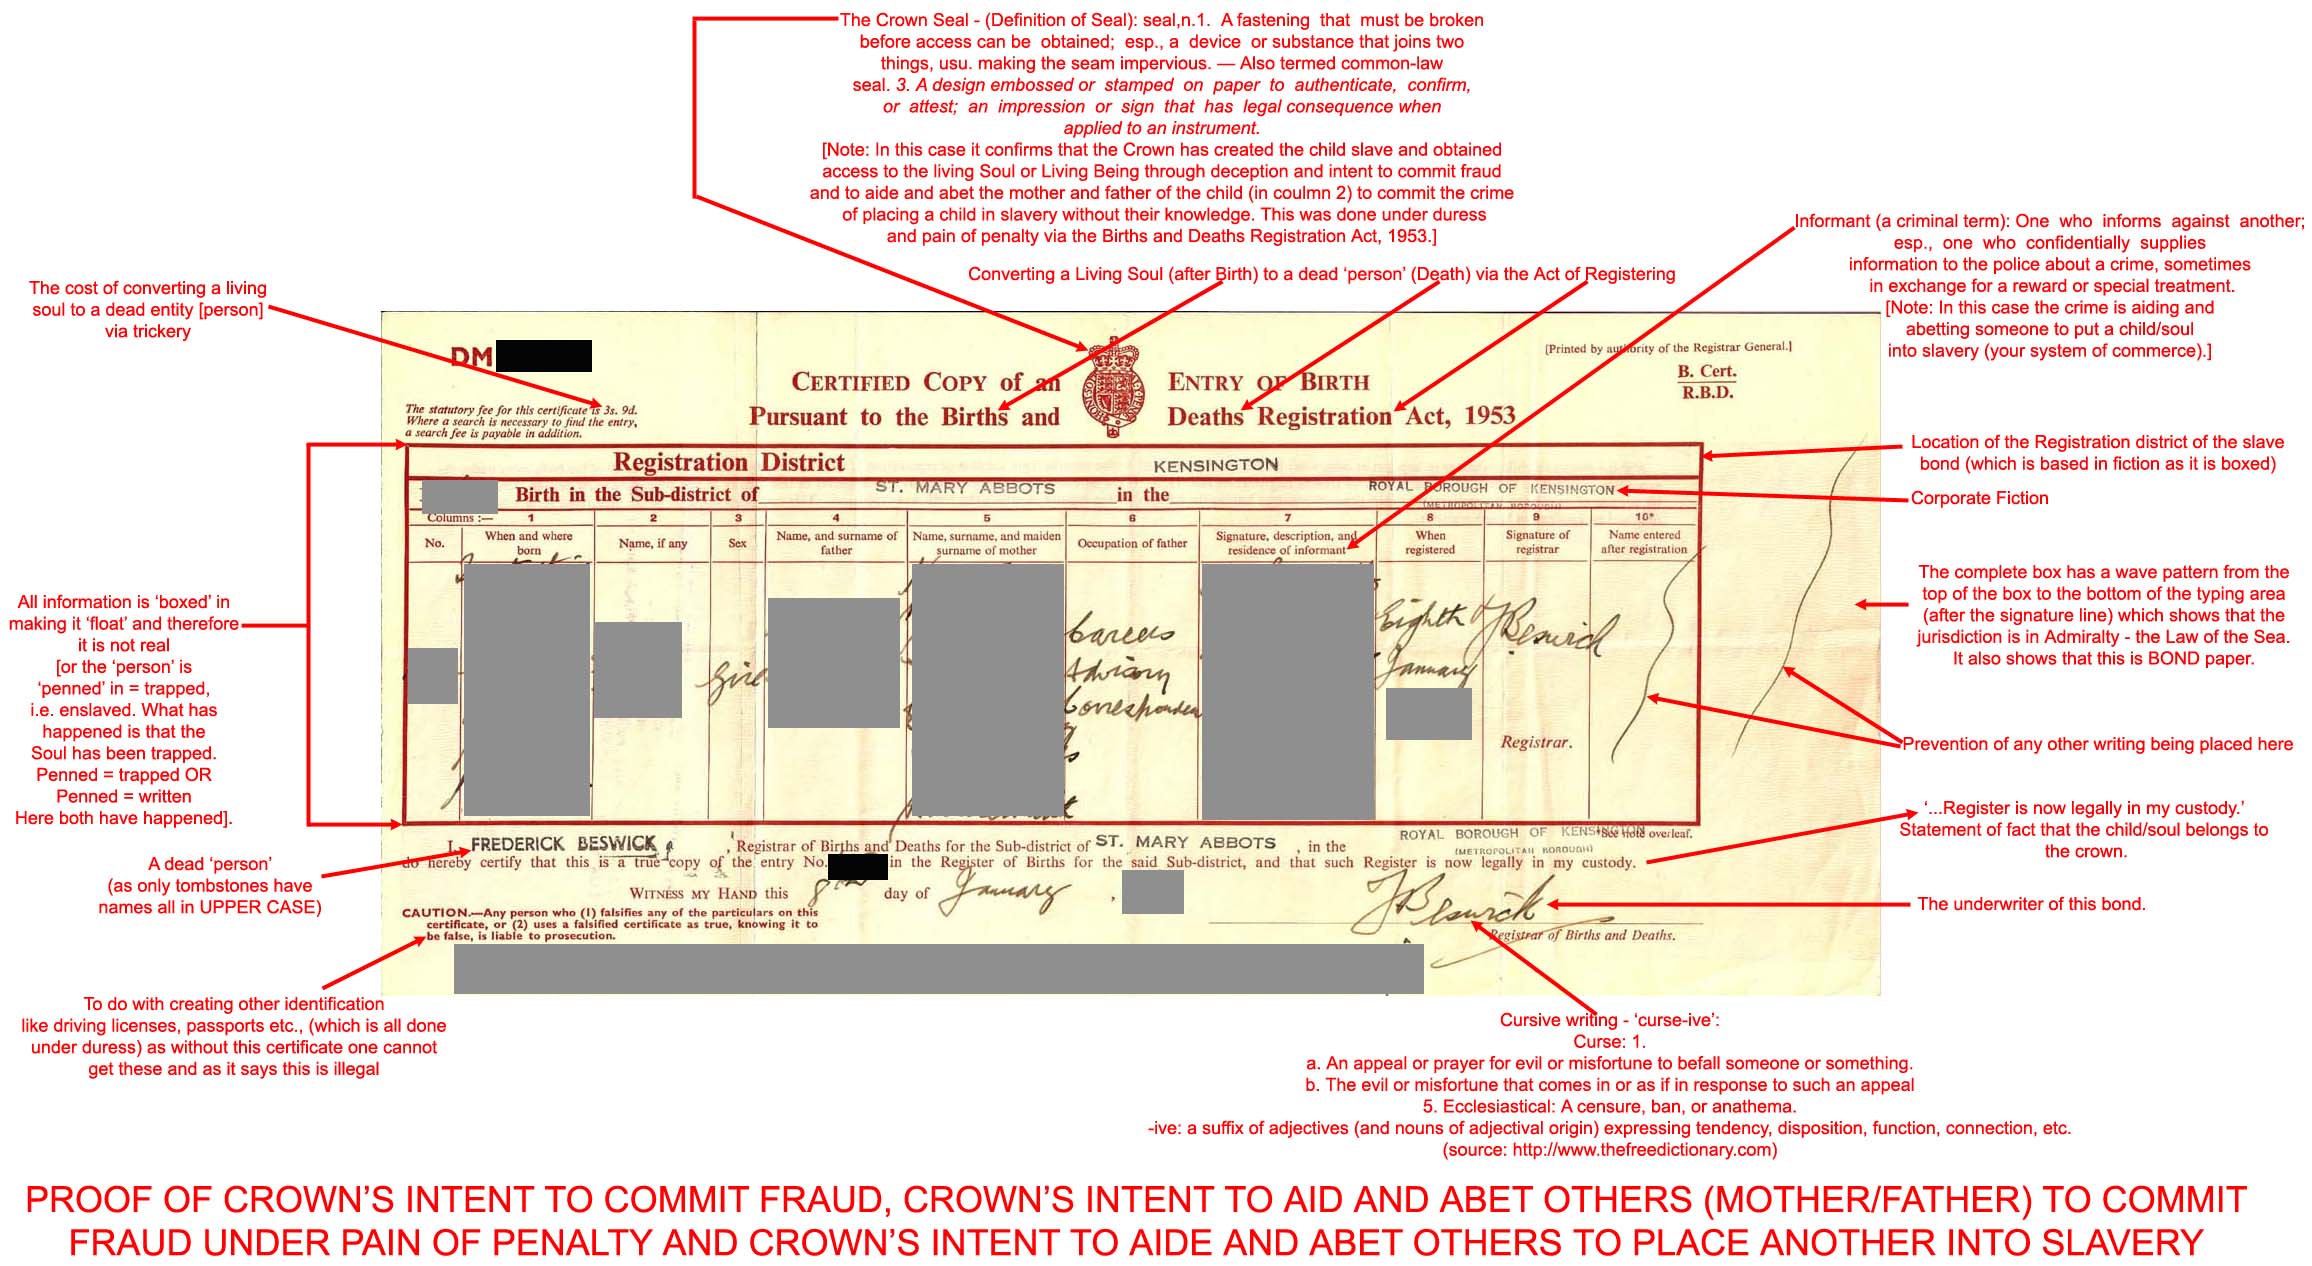 The Crown Seal - (Definition of Seal): seal,n.1. A fastening that must be broken
before access can be obtained; esp., a device or substance that joins two
things, usu. making the seam impervious. — Also termed common-law
seal. 3. A design embossed or stamped on paper to authenticate, confirm,
or attest; an impression or sign that has legal consequence when
applied to an instrument.
[Note: In this case it confirms that the Crown has created the child slave and obtained
access to the living Soul or Living Being through deception and intent to commit fraud
and to aide and abet the mother and father of the child (in coulmn 2) to commit the crime
of placing a child in slavery without their knowledge. This was done under duress
and pain of penalty via the Births and Deaths Registration Act, 1953.]
Informant (a criminal term): One who informs against another;
esp., one who confidentially supplies
information to the police about a crime, sometimes
in exchange for a reward or special treatment.
[Note: In this case the crime is aiding and
abetting someone to put a child/soul
into slavery (your system of commerce).]
Converting a Living Soul (after Birth) to a dead ‘person’ (Death) via the Act of Registering
The cost of converting a living
soul to a dead entity [person]
via trickery
DM
[Printed by authority of the Registrar General.]
B. Cert.
R.B.D.
CERTIFIED COPY of an ENTRY OF BIRTH
Pursuant to the Births and Deaths Registration Act, 1953
The statutory fee for this certificate is 3s. 9d.
Where a search is necessary to find the entry,
a search fee is payable in addition.
Registration District KENSINGTON
Birth in the Sub-district of ST. MARY ABBOTS in the ROYAL BOROUGH OF KENSINGTON
(METROPOLITAN BOROUGH)
Columns :— 1 2 3 4 5 6 7 8 9 10*
No.
When and where
born
Name, if any
Sex
Name, and surname of
father
Name, surname, and maiden
surname of mother
Occupation of father
Signature, description, and
residence of informant
When
registered
Signature of
registrar
Name entered
after registration
Girl
Careers
Advisory
Correspondent
Eighth
January
F Beswick
Registrar.
*See note overleaf.
I, FREDERICK BESWICK, Registrar of Births and Deaths for the Sub-district of ST. MARY ABBOTS, in the ROYAL BOROUGH OF KENSINGTON
(METROPOLITAN BOROUGH)
do hereby certify that this is a true copy of the entry No. in the Register of Births for the said Sub-district, and that such Register is now legally in my custody.
WITNESS MY HAND this 8th day of January,
F Beswick
Registrar of Births and Deaths.
CAUTION.—Any person who (1) falsifies any of the particulars on this
certificate, or (2) uses a falsified certificate as true, knowing it to
be false, is liable to prosecution.
Location of the Registration district of the slave
bond (which is based in fiction as it is boxed)
Corporate Fiction
The complete box has a wave pattern from the
top of the box to the bottom of the typing area
(after the signature line) which shows that the
jurisdiction is in Admiralty - the Law of the Sea.
It also shows that this is BOND paper.
Prevention of any other writing being placed here
‘...Register is now legally in my custody.’
Statement of fact that the child/soul belongs to
the crown.
The underwriter of this bond.
All information is ‘boxed’ in
making it ‘float’ and therefore
it is not real
[or the ‘person’ is
‘penned’ in = trapped,
i.e. enslaved. What has
happened is that the
Soul has been trapped.
Penned = trapped OR
Penned = written
Here both have happened].
A dead ‘person’
(as only tombstones have
names all in UPPER CASE)
To do with creating other identification
like driving licenses, passports etc., (which is all done
under duress) as without this certificate one cannot
get these and as it says this is illegal
Cursive writing - ‘curse-ive’:
Curse: 1.
a. An appeal or prayer for evil or misfortune to befall someone or something.
b. The evil or misfortune that comes in or as if in response to such an appeal
5. Ecclesiastical: A censure, ban, or anathema.
-ive: a suffix of adjectives (and nouns of adjectival origin) expressing tendency, disposition, function, connection, etc.
(source: http://www.thefreedictionary.com)
PROOF OF CROWN’S INTENT TO COMMIT FRAUD, CROWN’S INTENT TO AID AND ABET OTHERS (MOTHER/FATHER) TO COMMIT
FRAUD UNDER PAIN OF PENALTY AND CROWN’S INTENT TO AIDE AND ABET OTHERS TO PLACE ANOTHER INTO SLAVERY